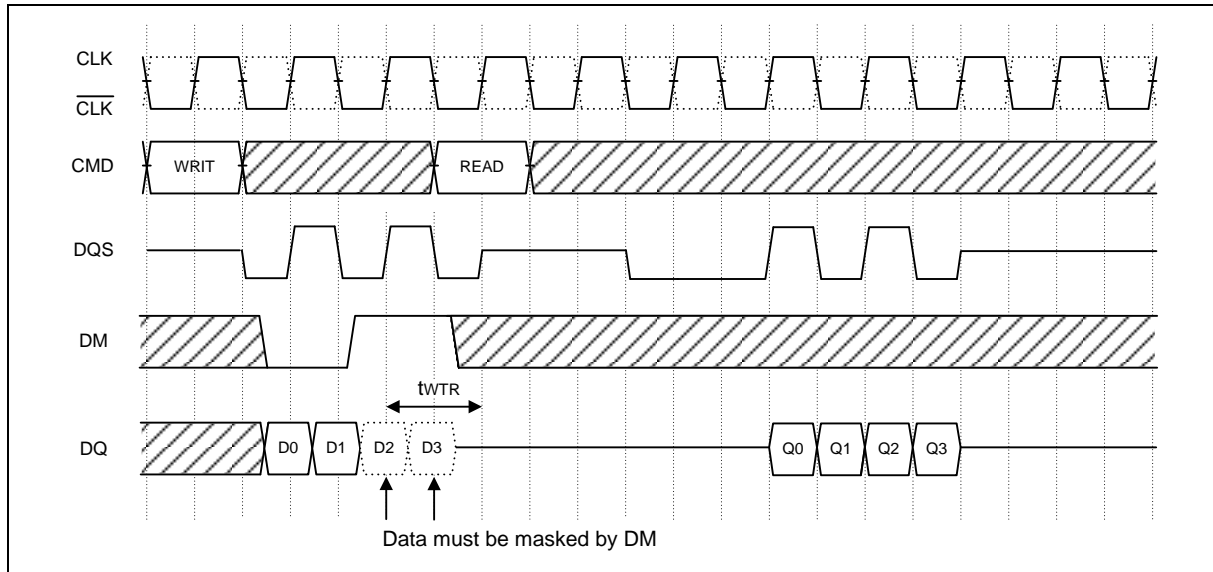 CLK
CLK
CMD WRIT READ
DQS
DM
tWTR
DQ D0 D1 D2 D3 Q0 Q1 Q2 Q3
Data must be masked by DM